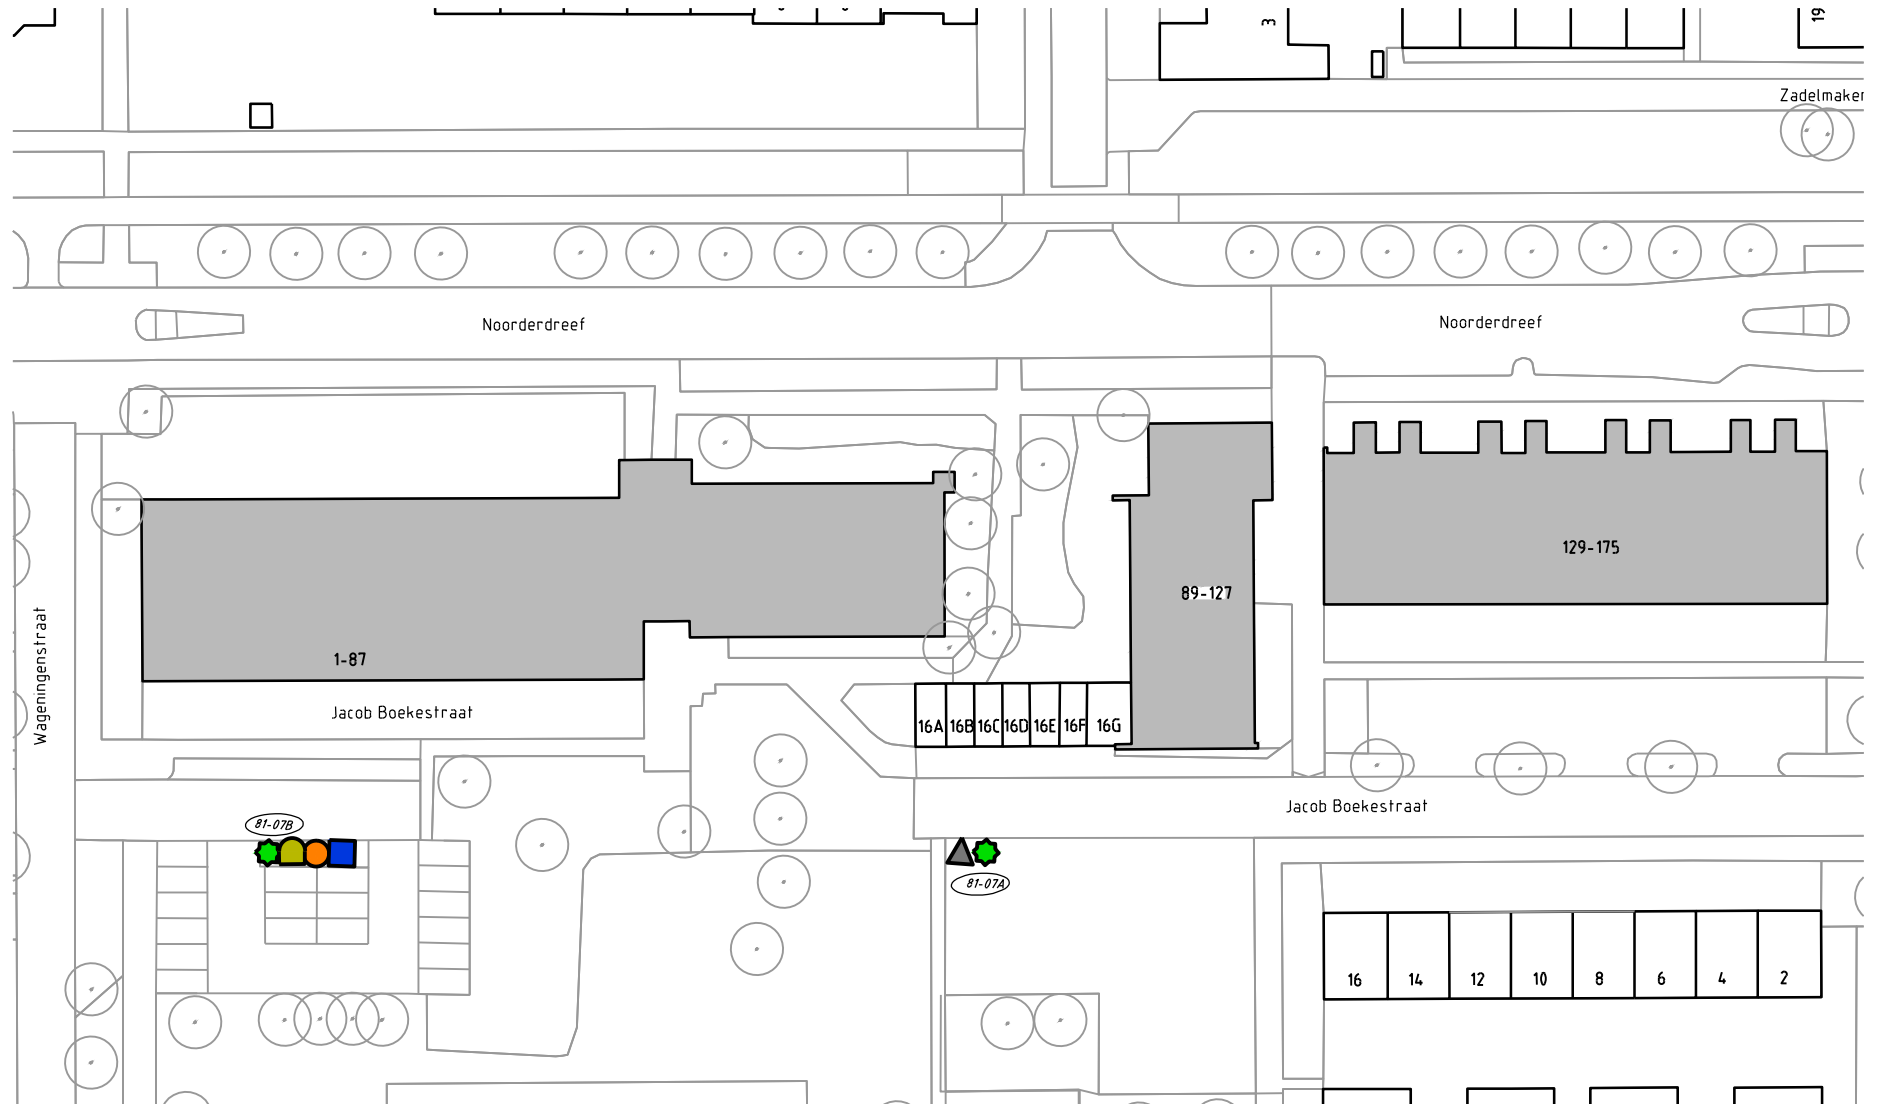 3
19
Zadelmaker
Noorderdreef
Noorderdreef
129-175
89-127
1-87
Wageningenstraat
Jacob Boekestraat
16A 16B 16C 16D 16E 16F 16G
Jacob Boekestraat
81-07B
81-07A
16 14 12 10 8 6 4 2